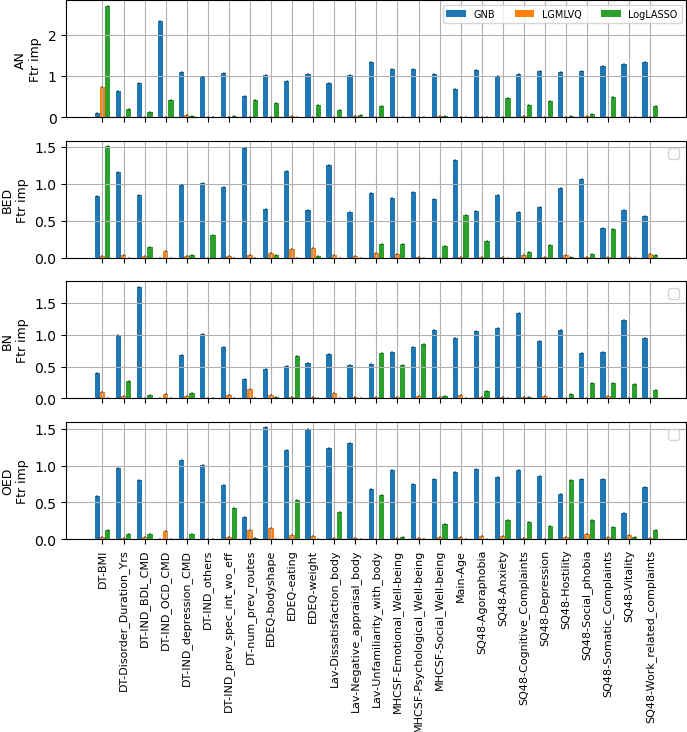 GNB LGMLVQ LogLASSO
AN
Ftr imp
2
1
0
BED
Ftr imp
1.5
1.0
0.5
0.0
BN
Ftr imp
1.5
1.0
0.5
0.0
OED
Ftr imp
1.5
1.0
0.5
0.0
DT-BMI
DT-Disorder_Duration_Yrs
DT-IND_BDL_CMD
DT-IND_OCD_CMD
DT-IND_depression_CMD
DT-IND_others
DT-IND_prev_spec_int_wo_eff
DT-num_prev_routes
EDEQ-bodyshape
EDEQ-eating
EDEQ-weight
Lav-Dissatisfaction_body
Lav-Negative_appraisal_body
Lav-Unfamiliarity_with_body
MHCSF-Emotional_Well-being
MHCSF-Psychological_Well-being
MHCSF-Social_Well-being
Main-Age
SQ48-Agoraphobia
SQ48-Anxiety
SQ48-Cognitive_Complaints
SQ48-Depression
SQ48-Hostility
SQ48-Social_phobia
SQ48-Somatic_Complaints
SQ48-Vitality
SQ48-Work_related_complaints